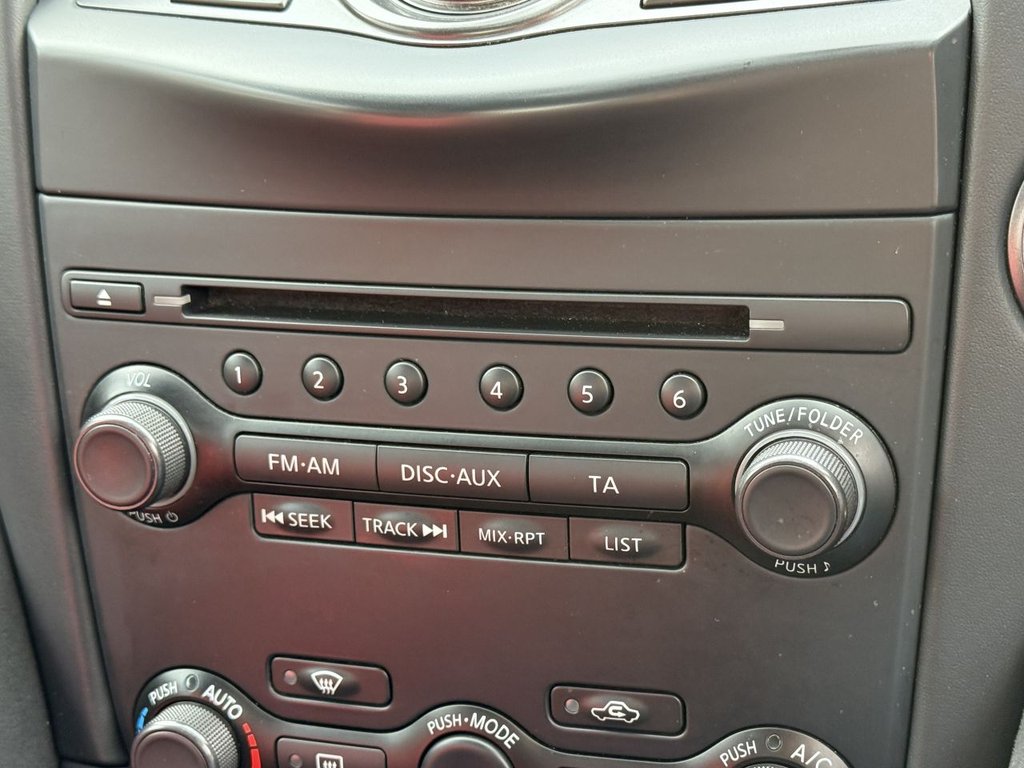 VOL
1 2 3 4 5 6
TUNE/FOLDER
FM·AM DISC·AUX TA
PUSH
SEEK TRACK MIX·RPT LIST
PUSH ♪
PUSH AUTO
PUSH·MODE
PUSH A/C